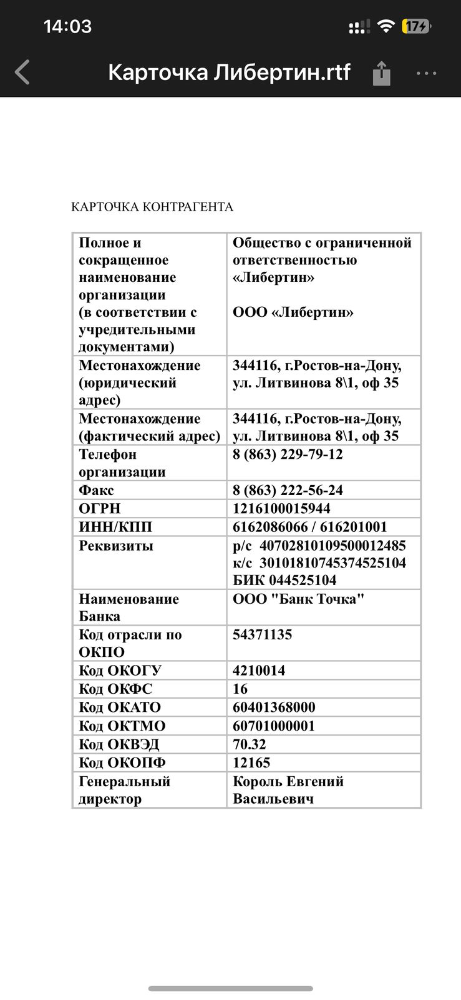 14:03
17
Карточка Либертин.rtf
КАРТОЧКА КОНТРАГЕНТА
Полное и
сокращенное
наименование
организации
(в соответствии с
учредительными
документами)
Общество с ограниченной
ответственностью
«Либертин»
ООО «Либертин»
Местонахождение
(юридический
адрес)
344116, г.Ростов-на-Дону,
ул. Литвинова 8\1, оф 35
Местонахождение
(фактический адрес)
344116, г.Ростов-на-Дону,
ул. Литвинова 8\1, оф 35
Телефон
организации
8 (863) 229-79-12
Факс
8 (863) 222-56-24
ОГРН
1216100015944
ИНН/КПП
6162086066 / 616201001
Реквизиты
р/с 40702810109500012485
к/с 30101810745374525104
БИК 044525104
Наименование
Банка
ООО "Банк Точка"
Код отрасли по
ОКПО
54371135
Код ОКОГУ
4210014
Код ОКФС
16
Код ОКАТО
60401368000
Код ОКТМО
60701000001
Код ОКВЭД
70.32
Код ОКОПФ
12165
Генеральный
директор
Король Евгений
Васильевич